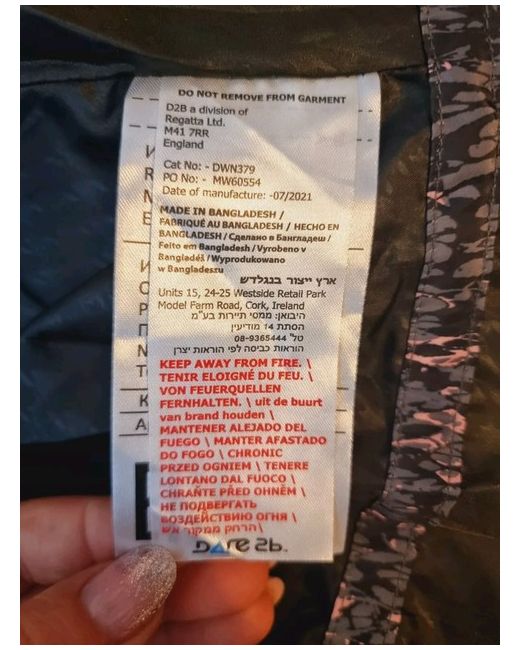 DO NOT REMOVE FROM GARMENT
D2B a division of
Regatta Ltd.
M41 7RR
England
Cat No: - DWN379
PO No: - MW60554
Date of manufacture: -07/2021
MADE IN BANGLADESH /
FABRIQUÉ AU BANGLADESH / HECHO EN
BANGLADESH / Сделано в Бангладеш /
Feito em Bangladesh / Vyrobeno v
Bangladéš / Wyprodukowano
w Bangladeszu
ארץ ייצור בנגלדש
Units 15, 24-25 Westside Retail Park
Model Farm Road, Cork, Ireland
היבואן: ממסי תיירות בע"מ
הסתת 14 מודיעין
טל' 08-9365444
הוראות כביסה לפי הוראות יצרן
KEEP AWAY FROM FIRE. \
TENIR ELOIGNÉ DU FEU. \
VON FEUERQUELLEN
FERNHALTEN. \ uit de buurt
van brand houden \
MANTENER ALEJADO DEL
FUEGO \ MANTER AFASTADO
DO FOGO \ CHRONIC
PRZED OGNIEM \ TENERE
LONTANO DAL FUOCO \
CHRAŇTE PŘED OHNĚM \
НЕ ПОДВЕРГАТЬ
ВОЗДЕЙСТВИЮ ОГНЯ \
הרחק ממקור אש
DARE 2b